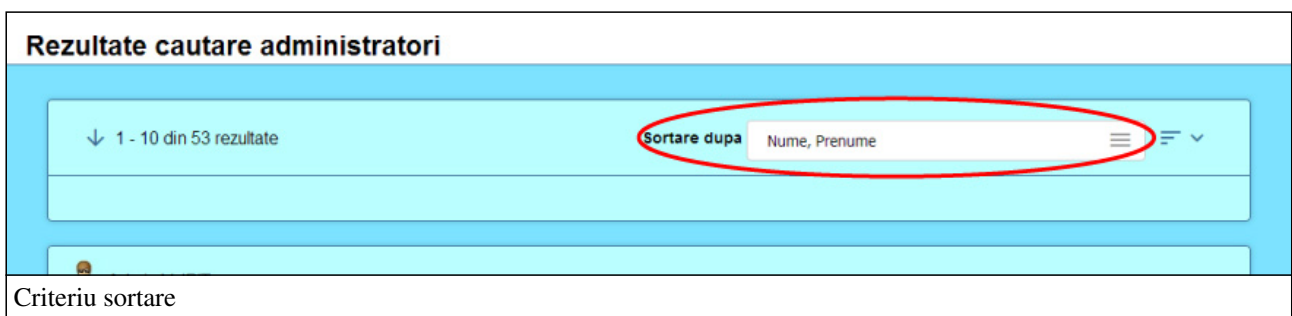 Rezultate cautare administratori
1 - 10 din 53 rezultate
Sortare dupa
Nume, Prenume
Criteriu sortare